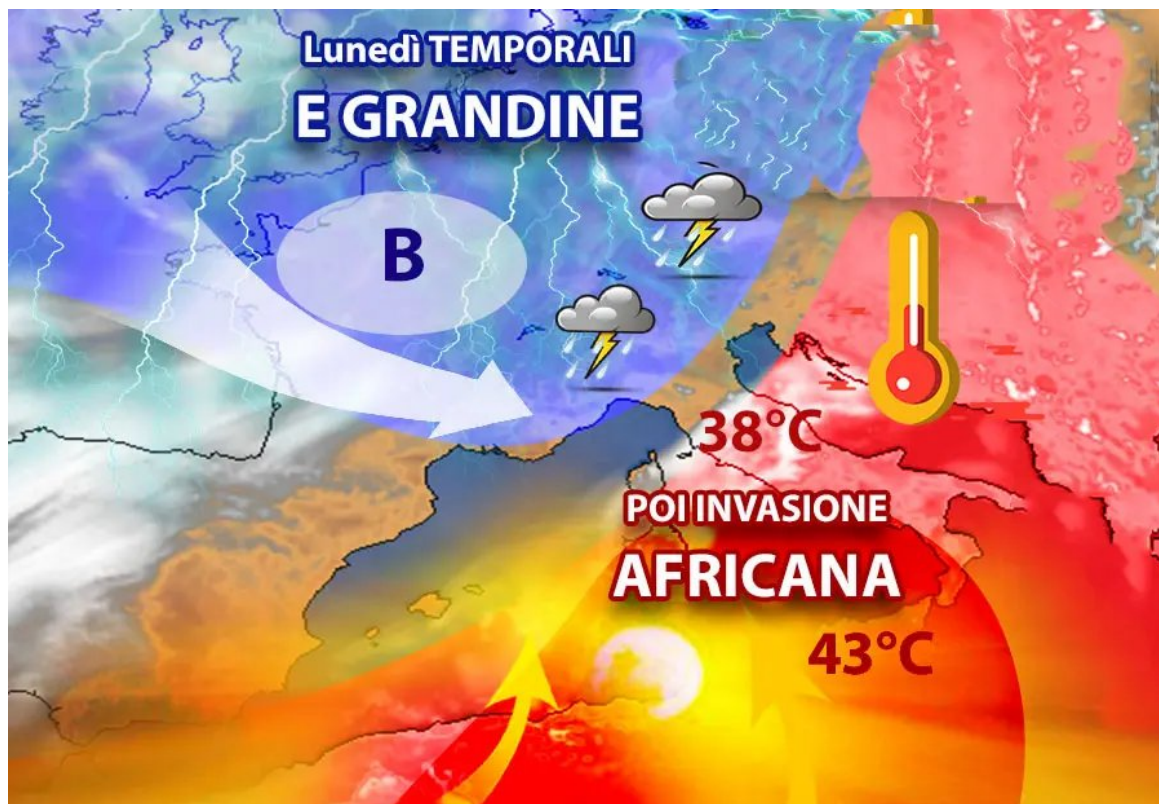 Lunedì TEMPORALI
E GRANDINE
B
38°C
POI INVASIONE
AFRICANA
43°C